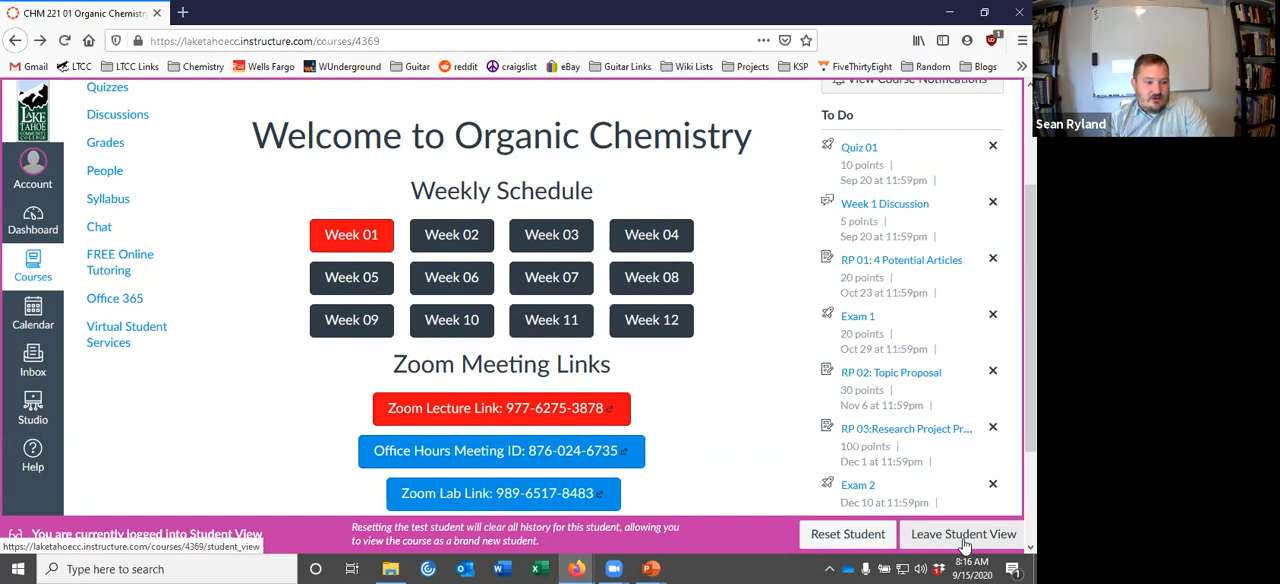 CHM 221 01 Organic Chemistry
https://laketahoecc.instructure.com/courses/4369
Gmail LTCC LTCC Links Chemistry Wells Fargo WUnderground Guitar reddit craigslist eBay Guitar Links Wiki Lists Projects KSP FiveThirtyEight Random Blogs
LAKE
TAHOE
Account
Dashboard
Courses
Calendar
Inbox
Studio
Help
Quizzes
Discussions
Grades
People
Syllabus
Chat
FREE Online
Tutoring
Office 365
Virtual Student
Services
Welcome to Organic Chemistry
Weekly Schedule
Week 01 Week 02 Week 03 Week 04
Week 05 Week 06 Week 07 Week 08
Week 09 Week 10 Week 11 Week 12
Zoom Meeting Links
Zoom Lecture Link: 977-6275-3878
Office Hours Meeting ID: 876-024-6735
Zoom Lab Link: 989-6517-8483
View Course Notifications
To Do
Quiz 01
10 points |
Sep 20 at 11:59pm |
Week 1 Discussion
5 points |
Sep 20 at 11:59pm |
RP 01: 4 Potential Articles
20 points |
Oct 23 at 11:59pm |
Exam 1
20 points |
Oct 29 at 11:59pm |
RP 02: Topic Proposal
30 points |
Nov 6 at 11:59pm |
RP 03:Research Project Pr...
100 points |
Dec 1 at 11:59pm |
Exam 2
Dec 10 at 11:59pm |
You are currently logged into Student View
Resetting the test student will clear all history for this student, allowing you
to view the course as a brand new student.
Reset Student
Leave Student View
https://laketahoecc.instructure.com/courses/4369/student_view
Type here to search
8:16 AM
9/15/2020
1
Sean Ryland